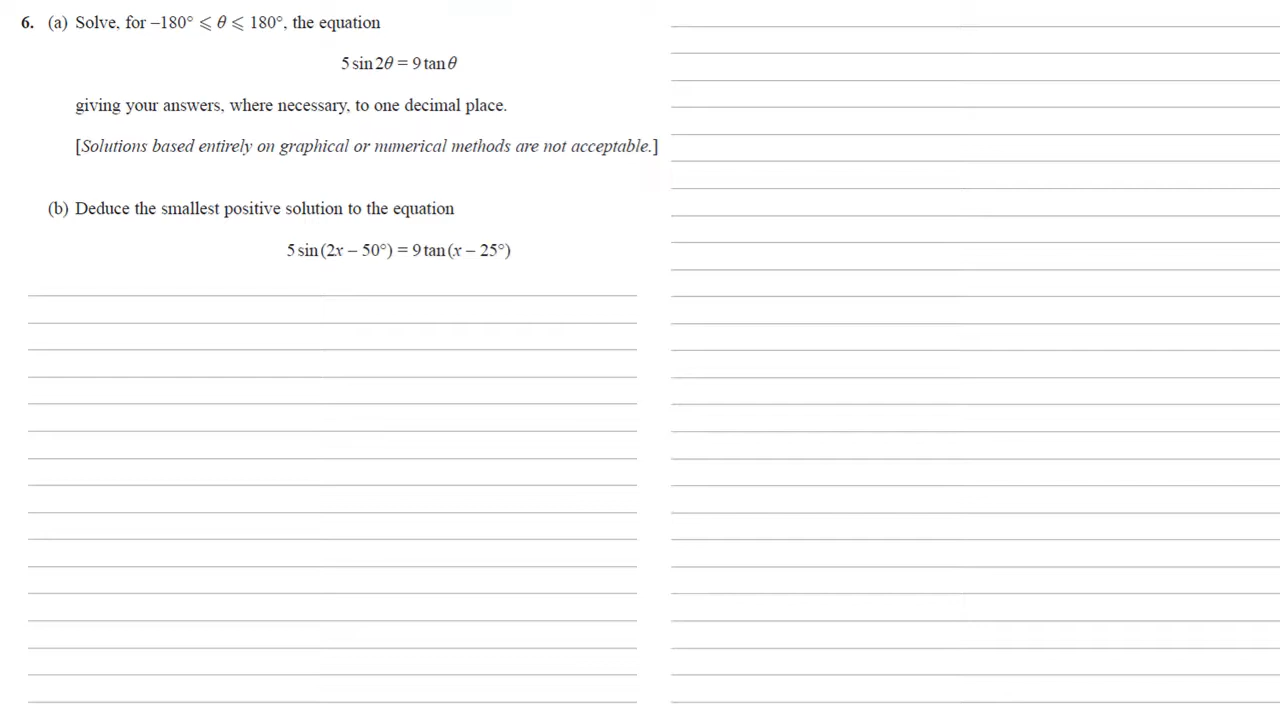 6. (a) Solve, for –180° ⩽ θ ⩽ 180°, the equation
5 sin 2θ = 9 tan θ
giving your answers, where necessary, to one decimal place.
[Solutions based entirely on graphical or numerical methods are not acceptable.]
(b) Deduce the smallest positive solution to the equation
5 sin (2x – 50°) = 9 tan (x – 25°)